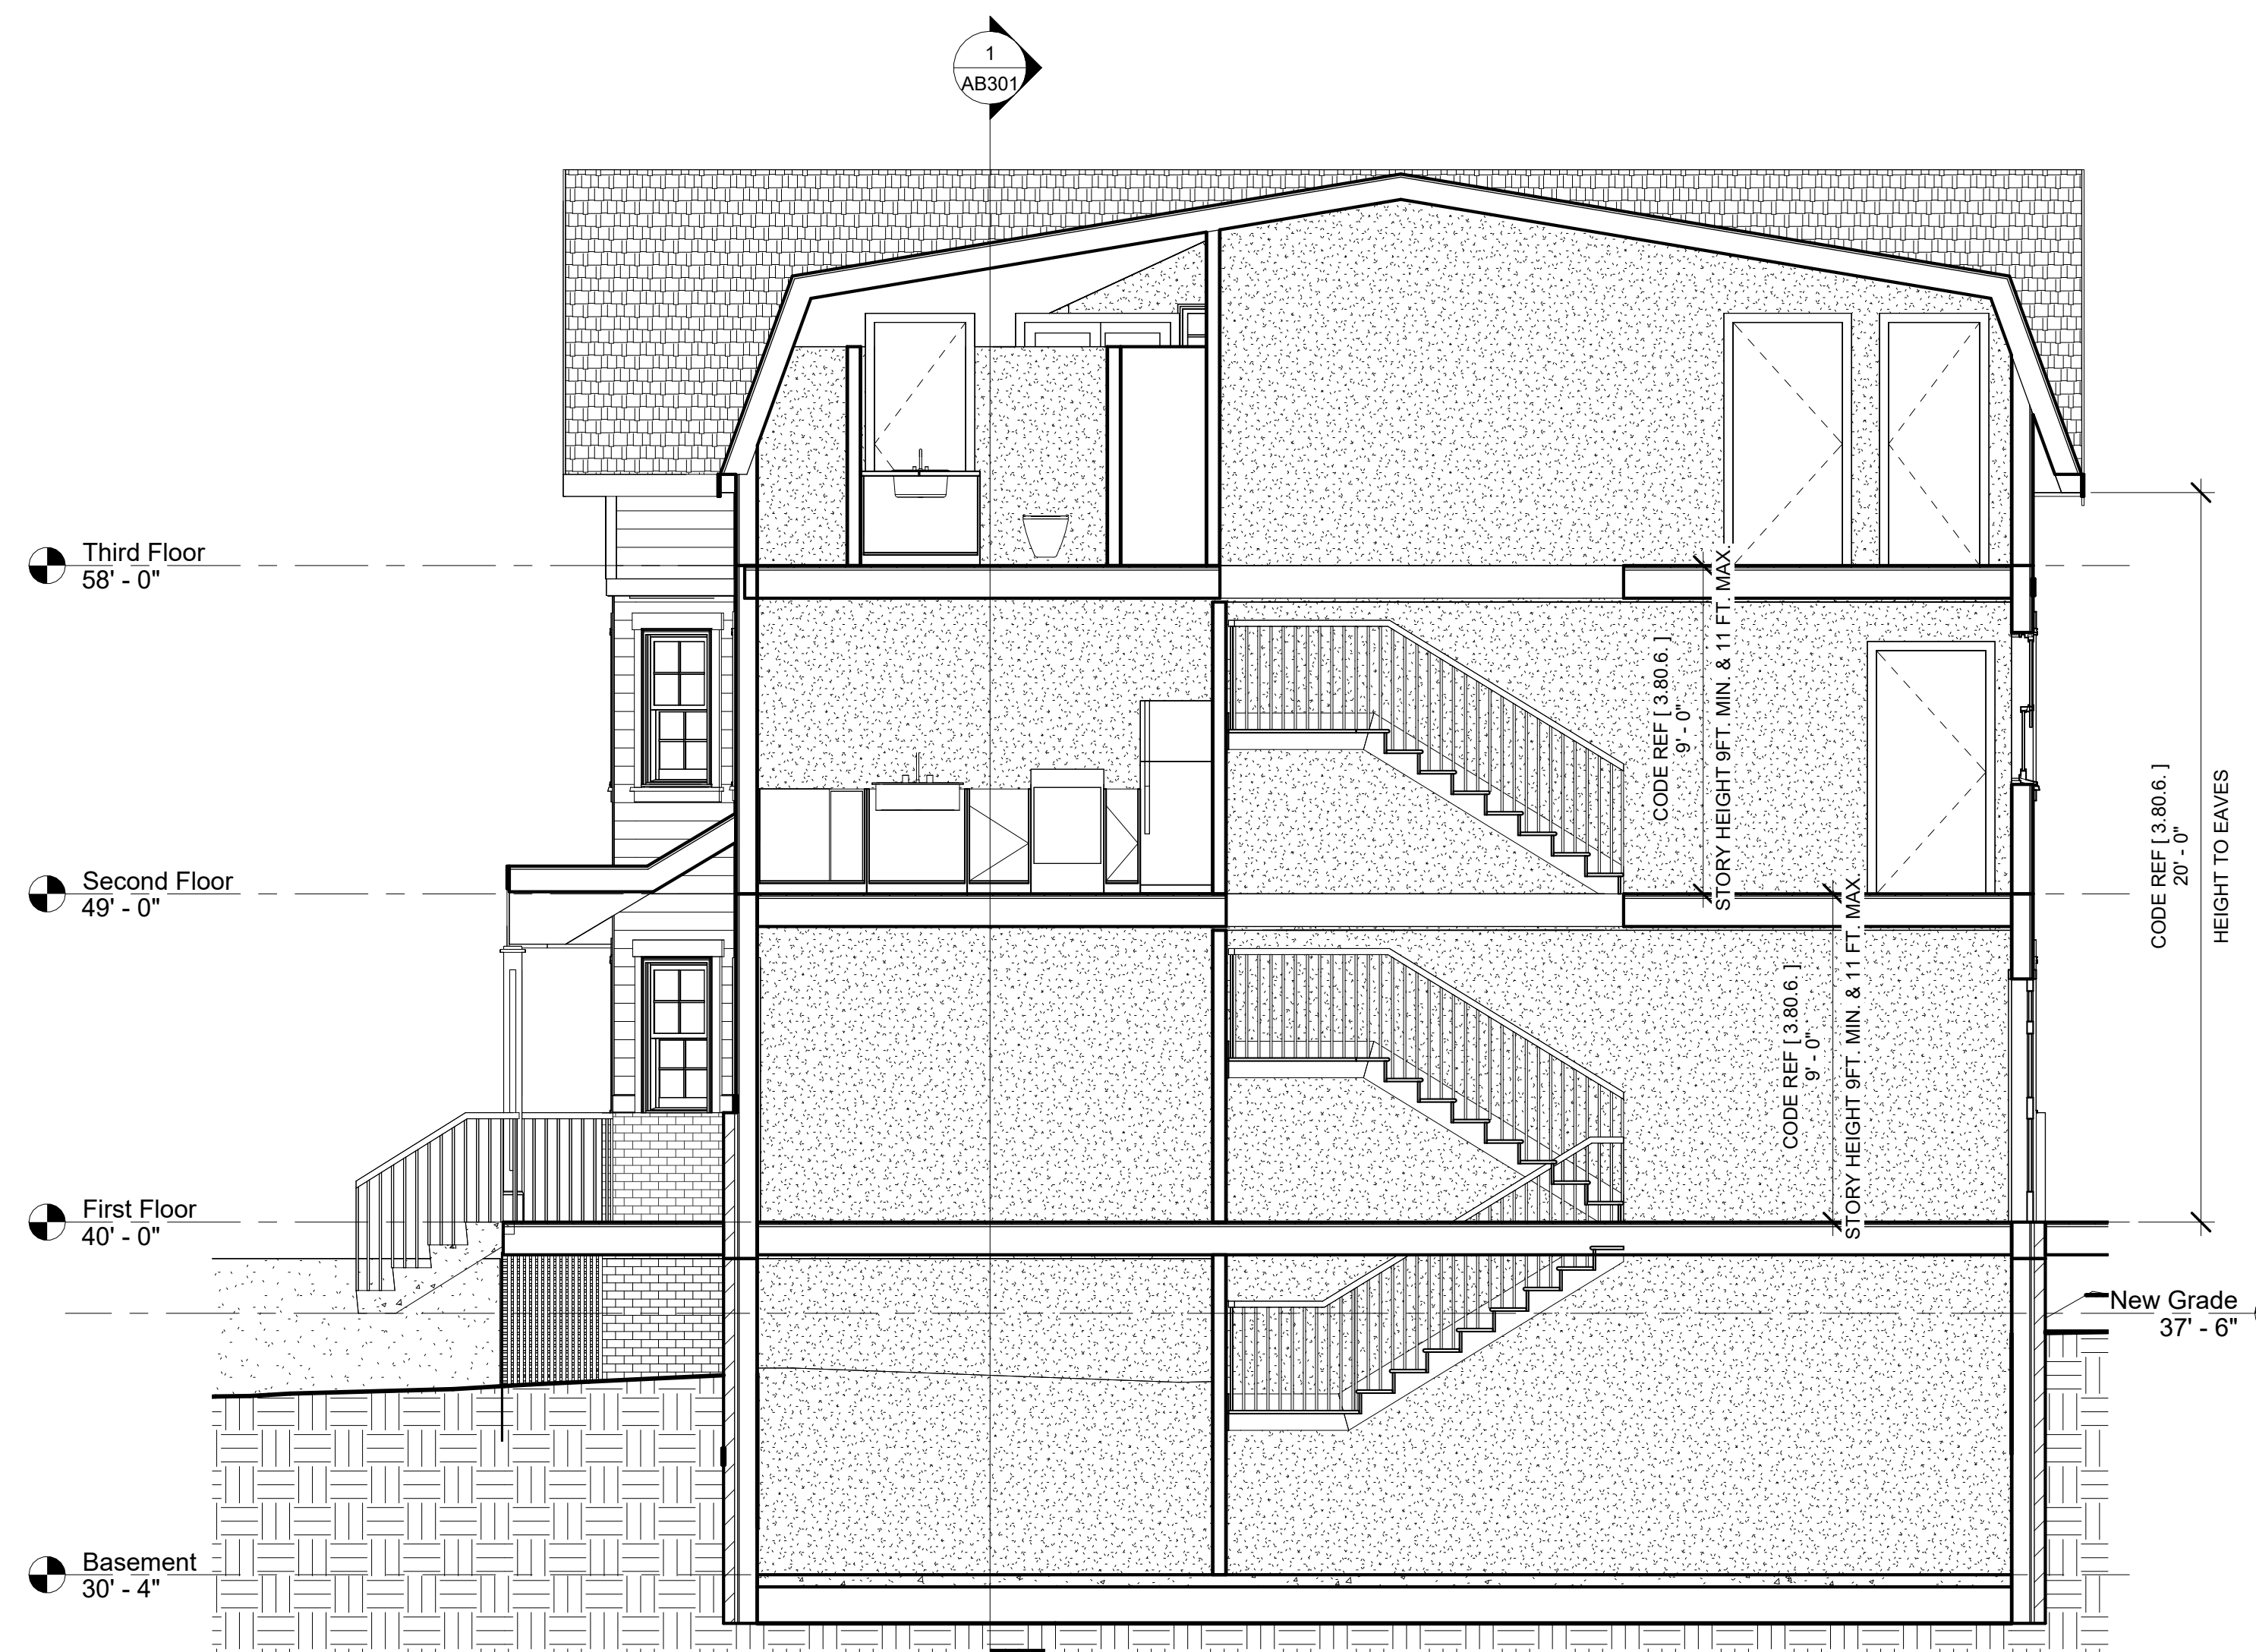 1
AB301
Third Floor
58' - 0"
Second Floor
49' - 0"
First Floor
40' - 0"
Basement
30' - 4"
CODE REF [ 3.80.6. ]
9' - 0"
STORY HEIGHT 9FT. MIN. & 11 FT. MAX.
CODE REF [ 3.80.6. ]
9' - 0"
STORY HEIGHT 9FT. MIN. & 11 FT. MAX.
CODE REF [ 3.80.6. ]
20' - 0"
HEIGHT TO EAVES
New Grade
37' - 6"